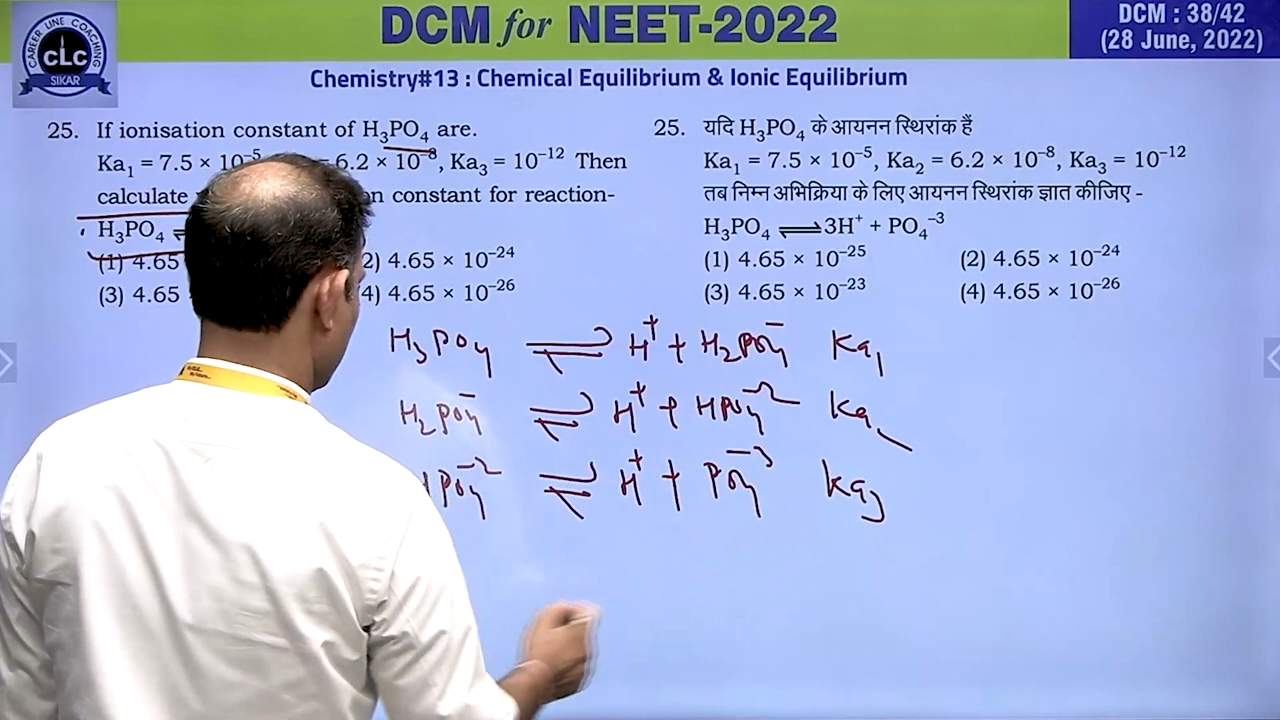 DCM for NEET-2022
DCM : 38/42
(28 June, 2022)
CAREER LINE COACHING
CLC
SIKAR
Chemistry#13 : Chemical Equilibrium & Ionic Equilibrium
25. If ionisation constant of H₃PO₄ are.
Ka₁ = 7.5 × 10⁻⁵ 6.2 × 10⁻⁸, Ka₃ = 10⁻¹² Then
calculate constant for reaction-
H₃PO₄
(1) 4.65 2) 4.65 × 10⁻²⁴
(3) 4.65 4) 4.65 × 10⁻²⁶
25. यदि H₃PO₄ के आयनन स्थिरांक हैं
Ka₁ = 7.5 × 10⁻⁵, Ka₂ = 6.2 × 10⁻⁸, Ka₃ = 10⁻¹²
तब निम्न अभिक्रिया के लिए आयनन स्थिरांक ज्ञात कीजिए -
H₃PO₄ ⇌ 3H⁺ + PO₄⁻³
(1) 4.65 × 10⁻²⁵ (2) 4.65 × 10⁻²⁴
(3) 4.65 × 10⁻²³ (4) 4.65 × 10⁻²⁶
H₃PO₄ ⇌ H⁺ + H₂PO₄⁻ Ka₁
H₂PO₄⁻ ⇌ H⁺ + HPO₄⁻² Ka₂
HPO₄⁻² ⇌ H⁺ + PO₄⁻³ Ka₃